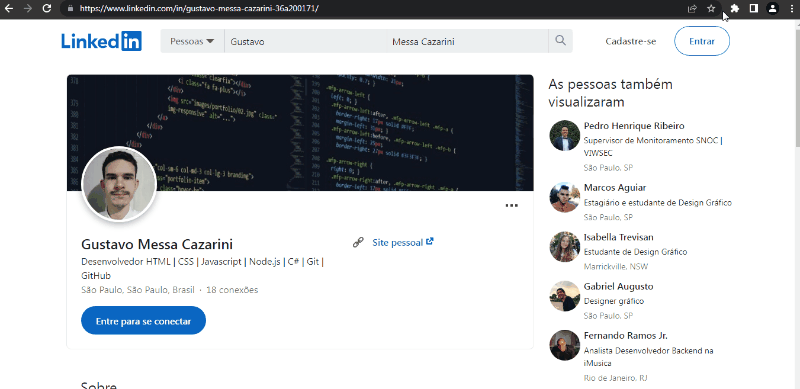 https://www.linkedin.com/in/gustavo-messa-cazarini-36a200171/
Linked in
Pessoas
Gustavo
Messa Cazarini
Cadastre-se
Entrar
Gustavo Messa Cazarini
Desenvolvedor HTML | CSS | Javascript | Node.js | C# | Git |
GitHub
São Paulo, São Paulo, Brasil · 18 conexões
Entre para se conectar
Site pessoal
Sobre
As pessoas também
visualizaram
Pedro Henrique Ribeiro
Supervisor de Monitoramento SNOC |
VIWSEC
São Paulo, SP
Marcos Aguiar
Estagiário e estudante de Design Gráfico
São Paulo, SP
Isabella Trevisan
Estudante de Design Gráfico
Marrickville, NSW
Gabriel Augusto
Designer gráfico
São Paulo, SP
Fernando Ramos Jr.
Analista Desenvolvedor Backend na
iMusica
Rio de Janeiro, RJ